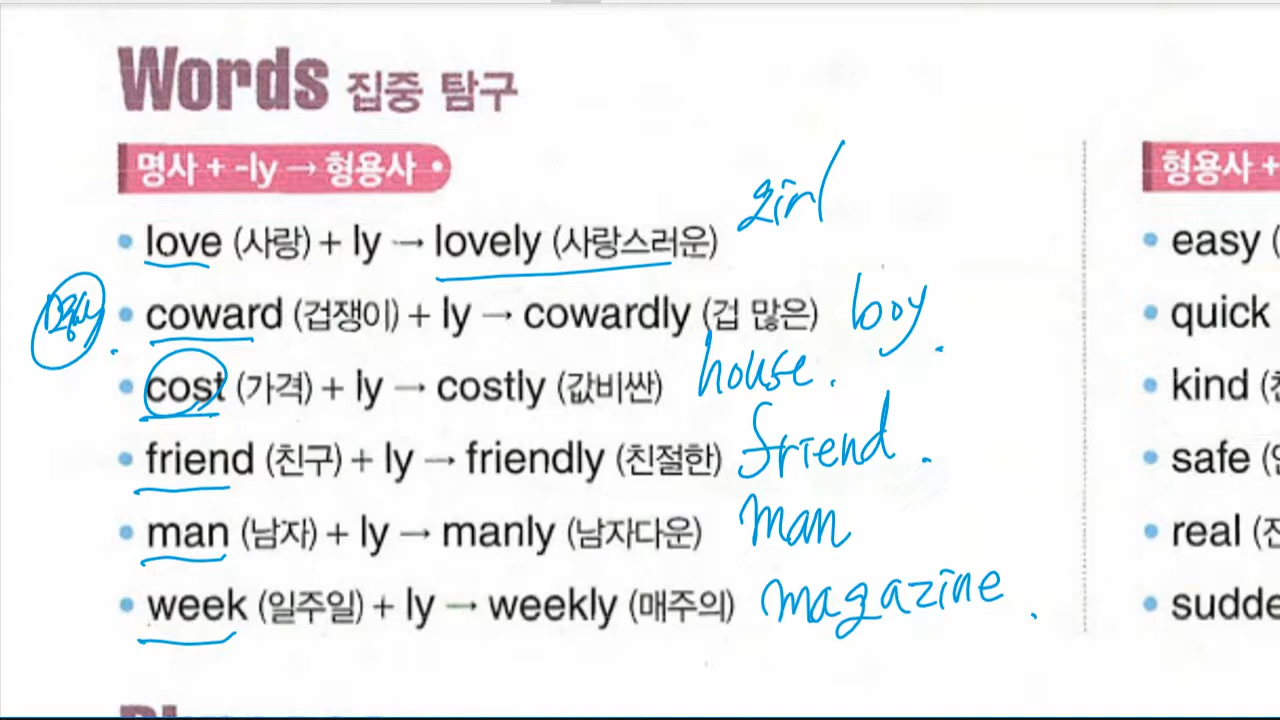 Words 집중 탐구
명사 + -ly → 형용사
love (사랑) + ly → lovely (사랑스러운) girl
coward (겁쟁이) + ly → cowardly (겁 많은) boy.
cost (가격) + ly → costly (값비싼) house.
friend (친구) + ly → friendly (친절한) friend.
man (남자) + ly → manly (남자다운) man
week (일주일) + ly → weekly (매주의) magazine.
형용사 +
easy (
quick
kind (
safe (
real (
sudde